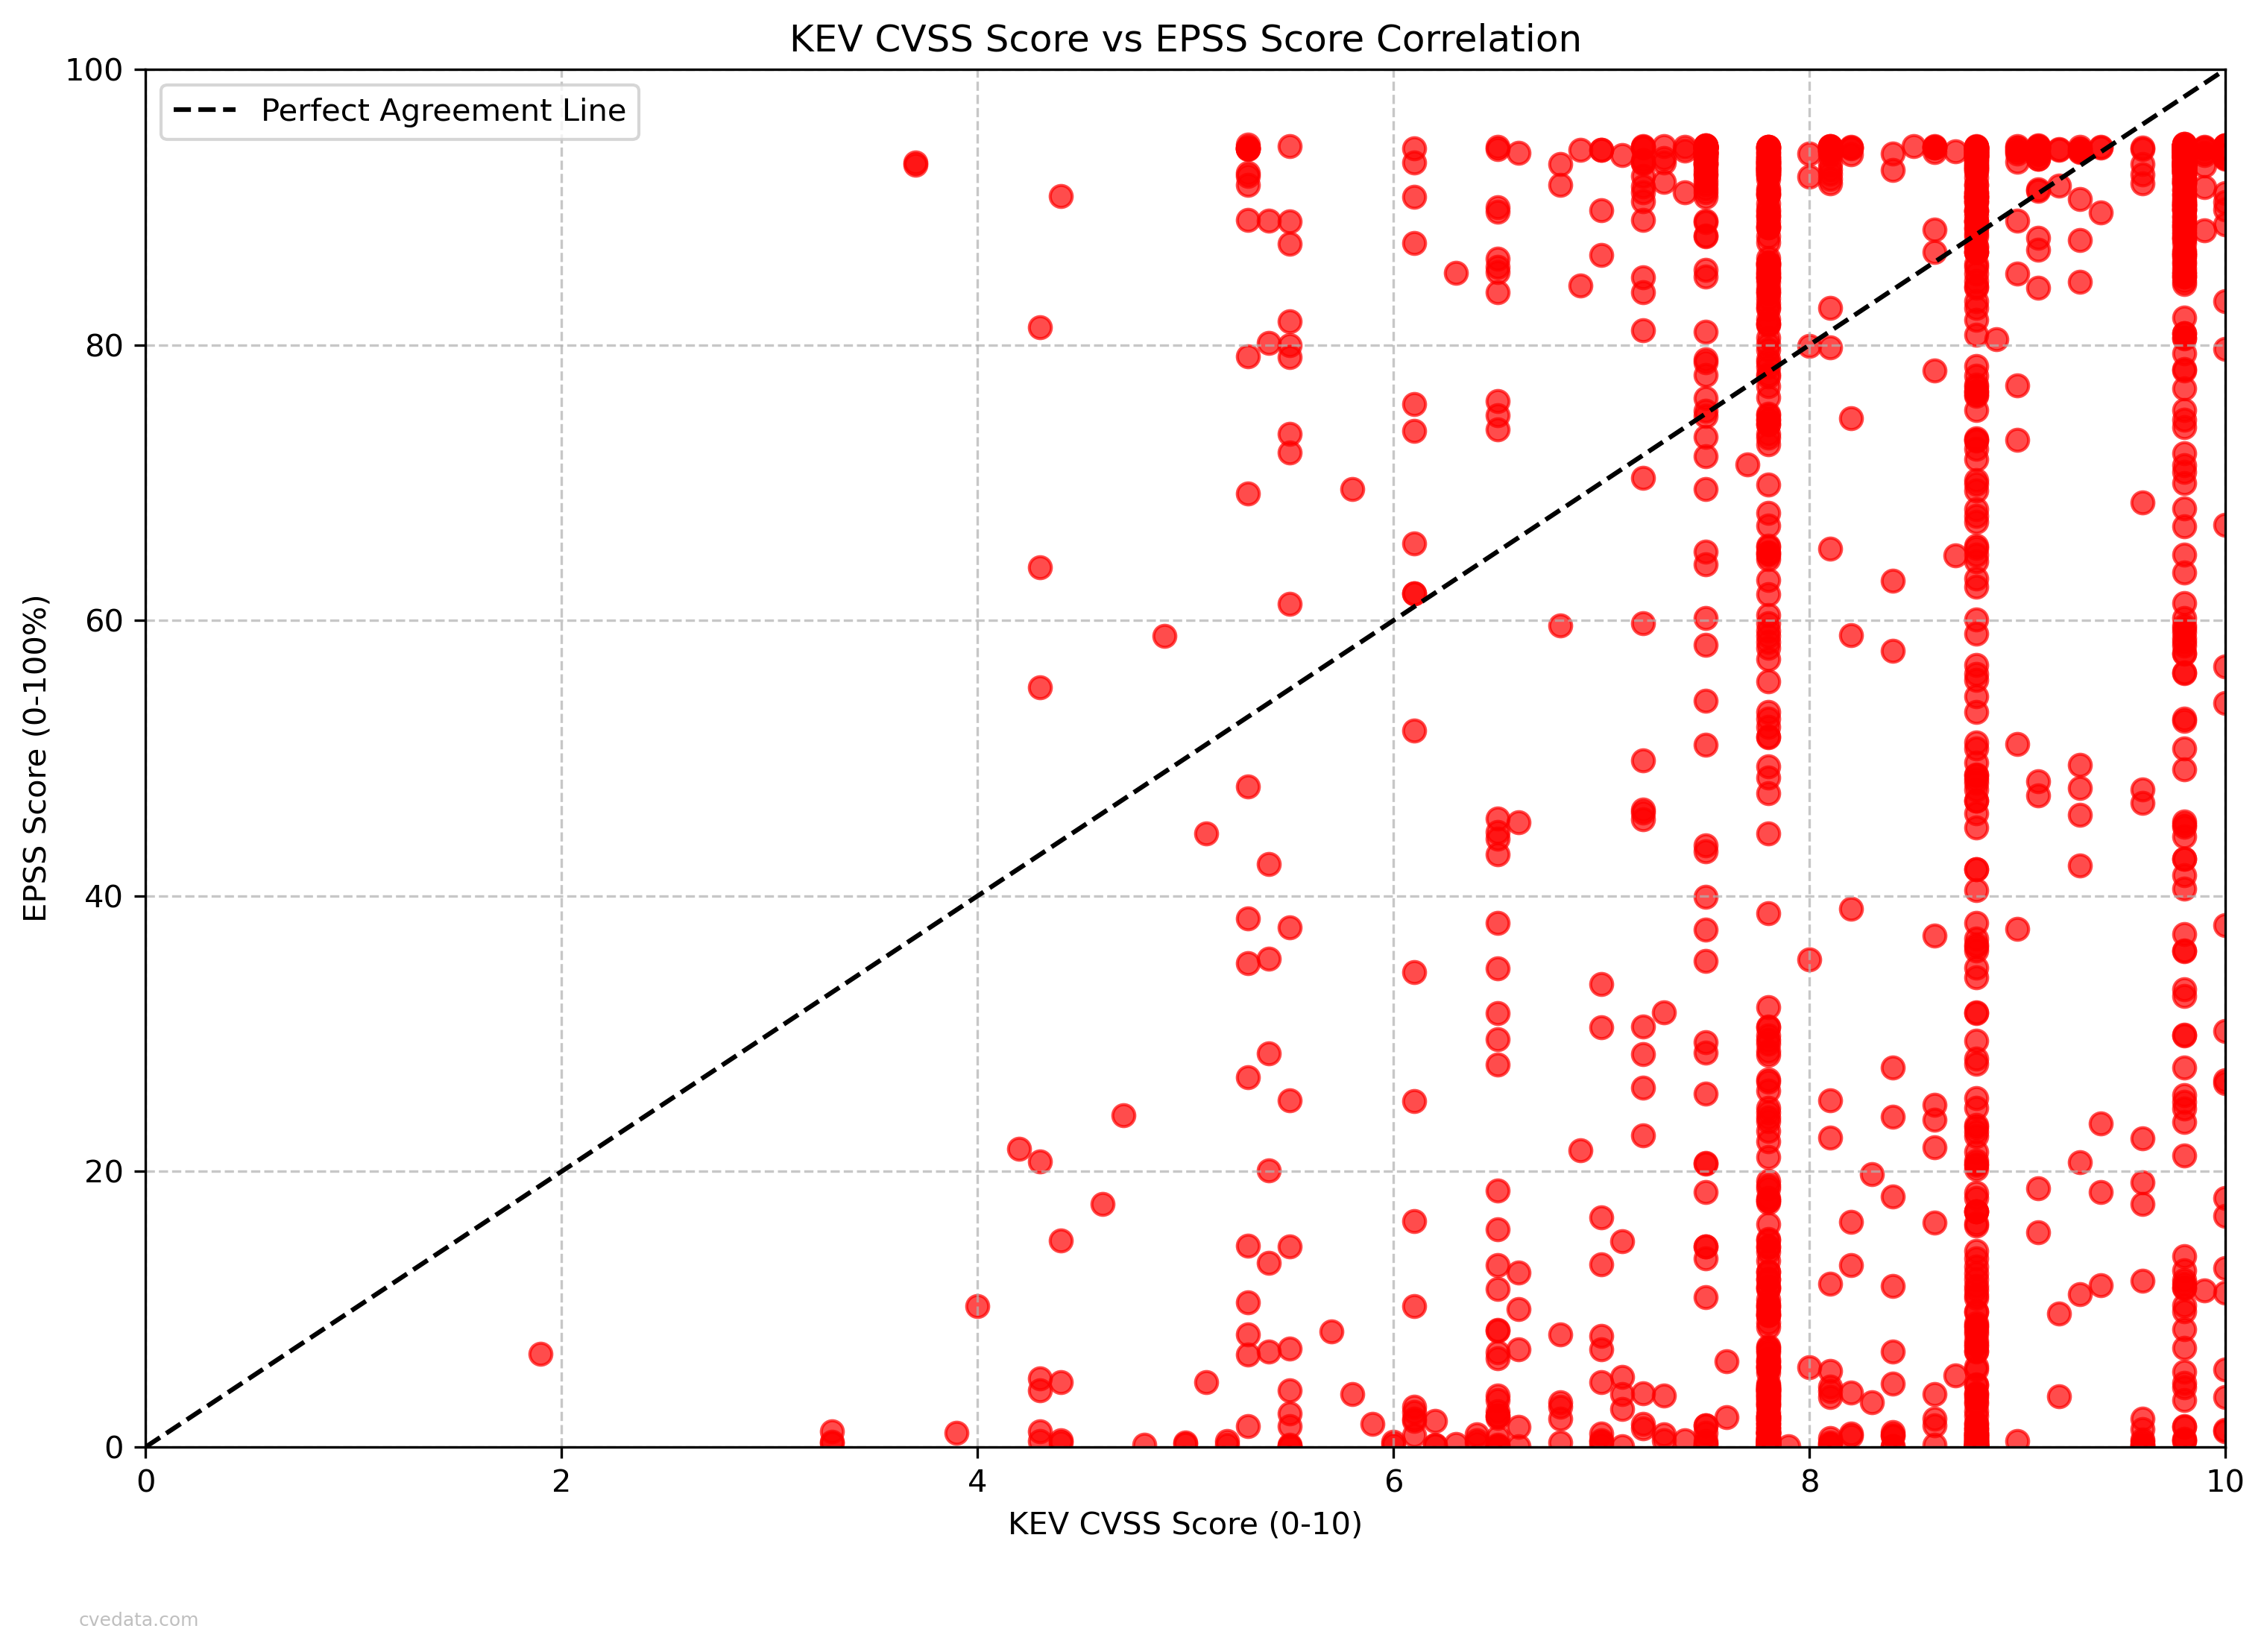 KEV CVSS Score vs EPSS Score Correlation
100
Perfect Agreement Line
80
60
EPSS Score (0-100%)
40
20
0
0 2 4 6 8 10
KEV CVSS Score (0-10)
cvedata.com